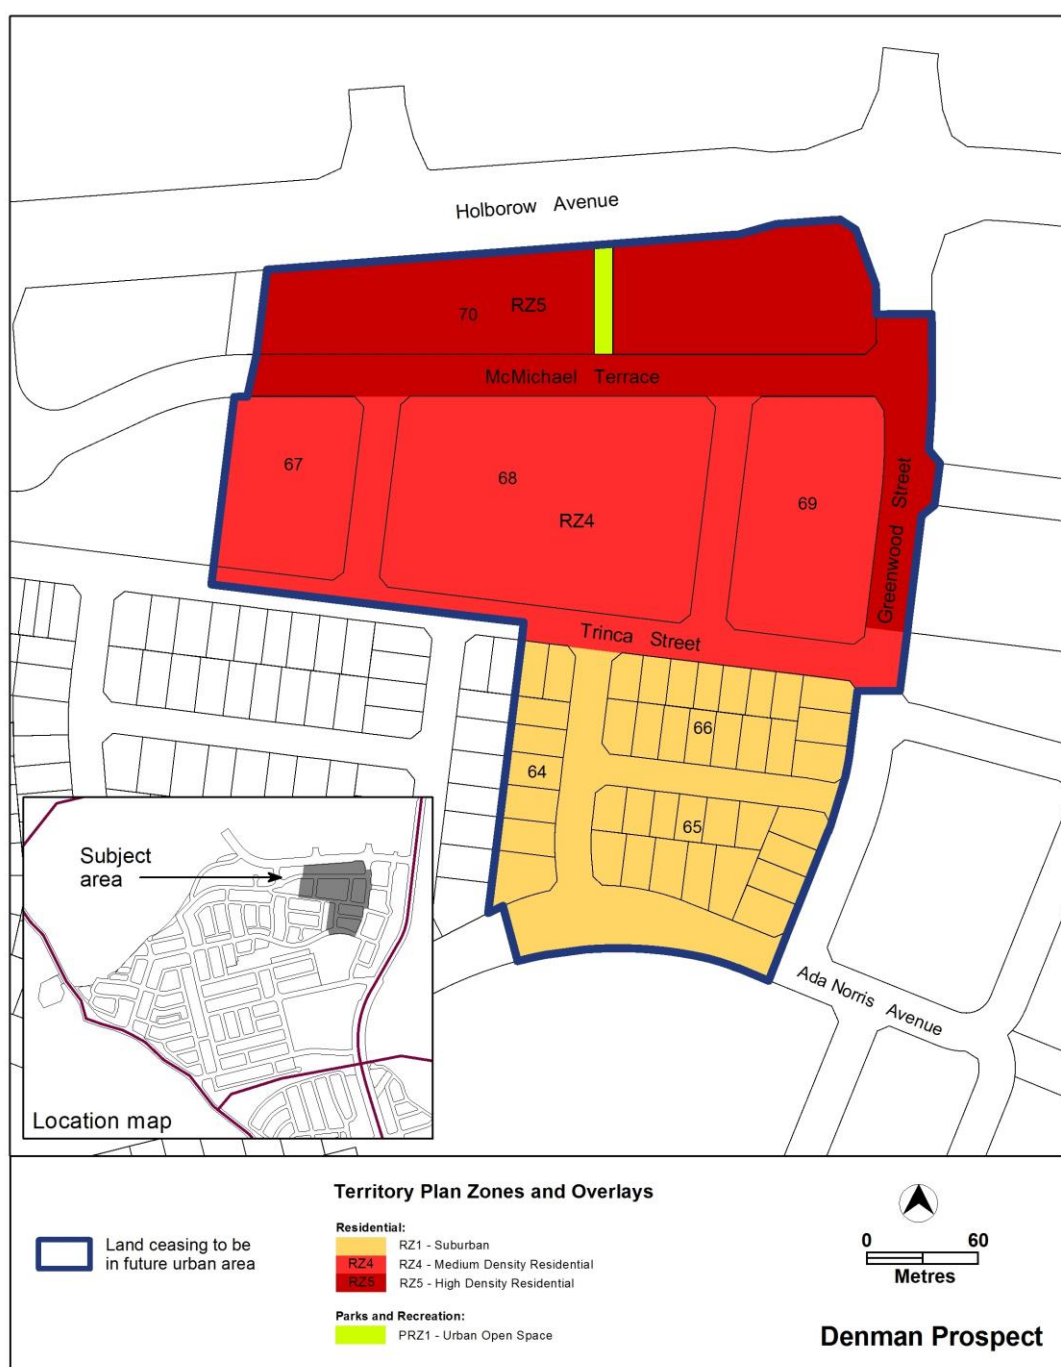 Holborow Avenue
70
RZ5
McMichael Terrace
67
68
69
RZ4
Greenwood Street
Trinca Street
66
64
65
Subject
area
Ada Norris Avenue
Location map
Territory Plan Zones and Overlays
Land ceasing to be
in future urban area
Residential:
RZ1 - Suburban
RZ4
RZ4 - Medium Density Residential
RZ5
RZ5 - High Density Residential
Parks and Recreation:
PRZ1 - Urban Open Space
0
60
Metres
Denman Prospect